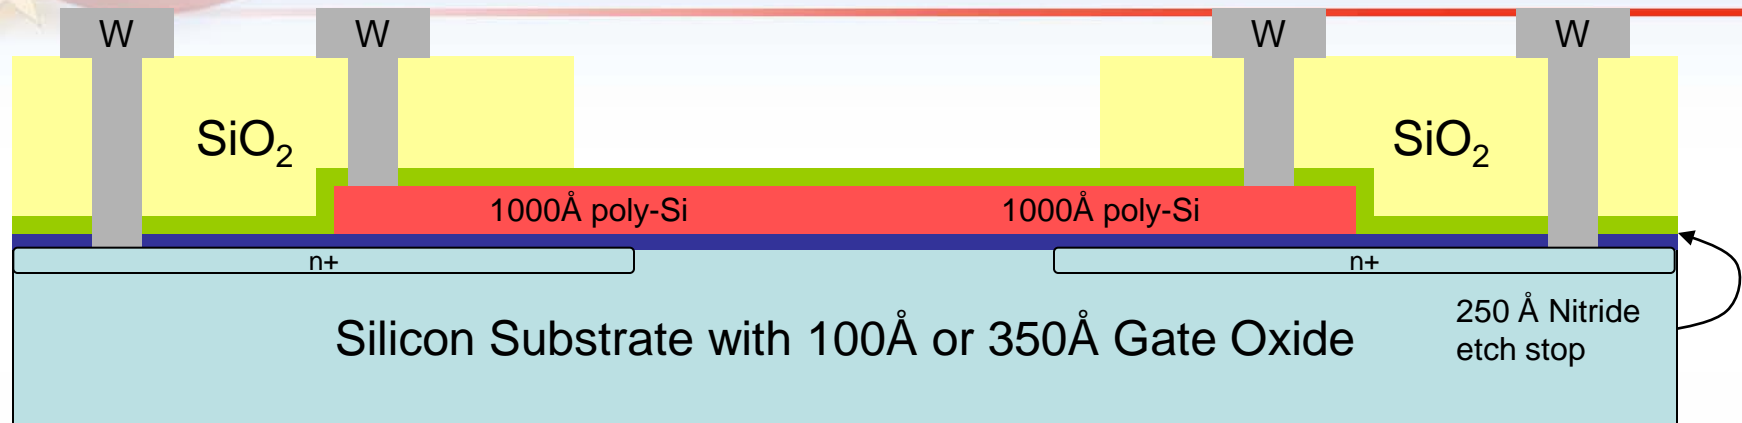 W
W
W
W
SiO₂
SiO₂
1000Å poly-Si
1000Å poly-Si
n+
n+
Silicon Substrate with 100Å or 350Å Gate Oxide
250 Å Nitride
etch stop